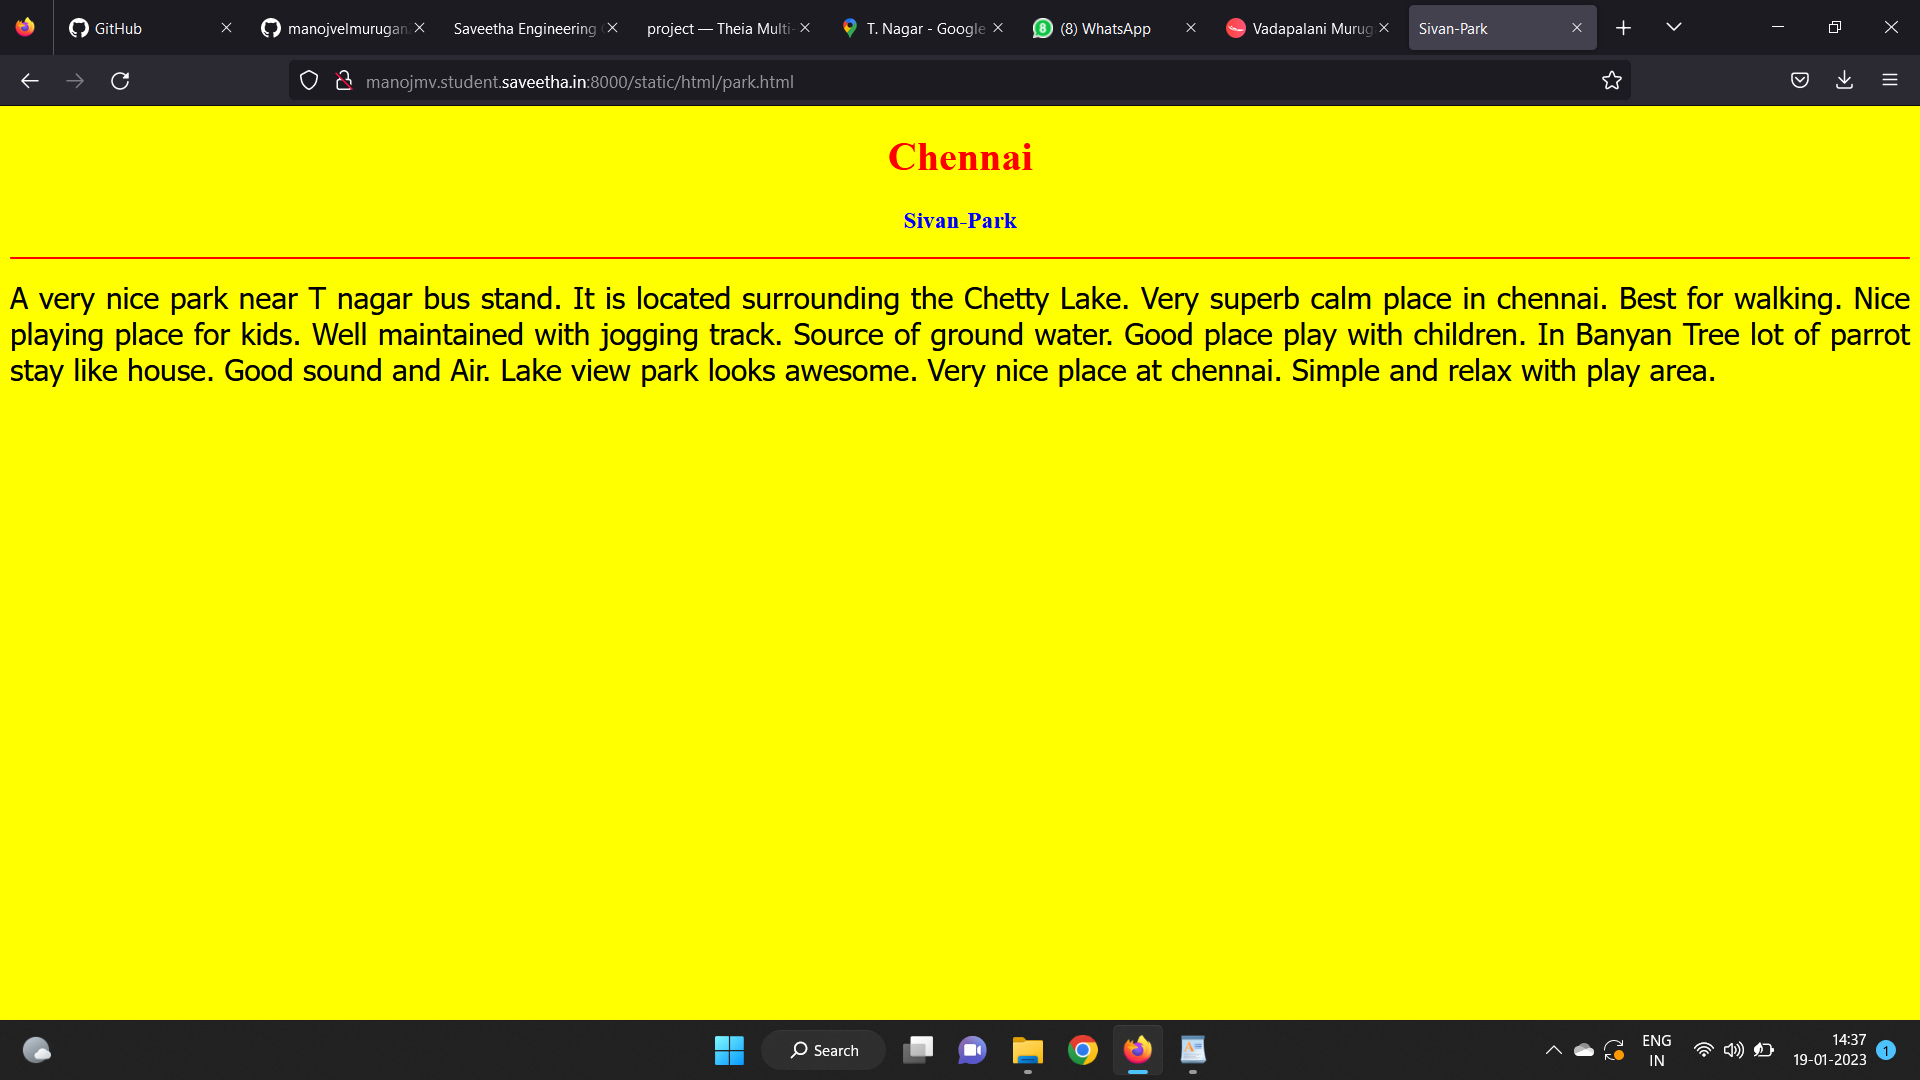 GitHub
manojvelmurugan
Saveetha Engineering
project — Theia Multi-
T. Nagar - Google
8 (8) WhatsApp
Vadapalani Murug
Sivan-Park
manojmv.student.saveetha.in:8000/static/html/park.html
Chennai
Sivan-Park
A very nice park near T nagar bus stand. It is located surrounding the Chetty Lake. Very superb calm place in chennai. Best for walking. Nice
playing place for kids. Well maintained with jogging track. Source of ground water. Good place play with children. In Banyan Tree lot of parrot
stay like house. Good sound and Air. Lake view park looks awesome. Very nice place at chennai. Simple and relax with play area.
Search
ENG
IN
14:37
19-01-2023
1